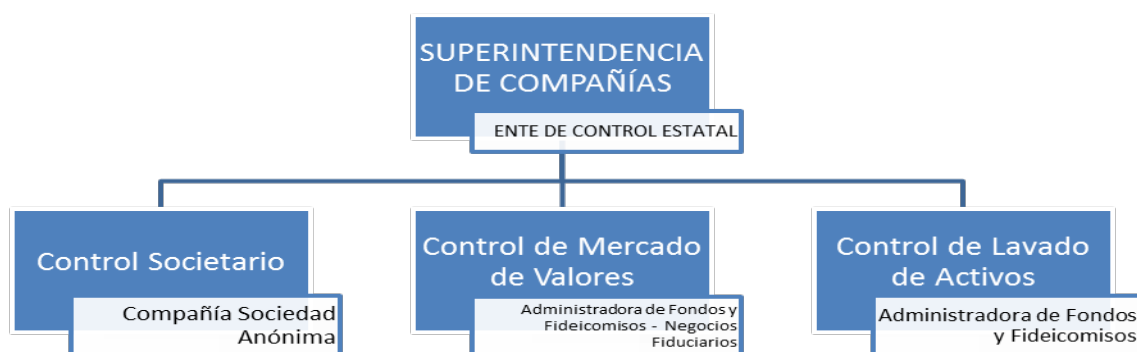 SUPERINTENDENCIA
DE COMPAÑÍAS
ENTE DE CONTROL ESTATAL
Control Societario
Compañía Sociedad
Anónima
Control de Mercado
de Valores
Administradora de Fondos y
Fideicomisos - Negocios
Fiduciarios
Control de Lavado
de Activos
Administradora de Fondos
y Fideicomisos